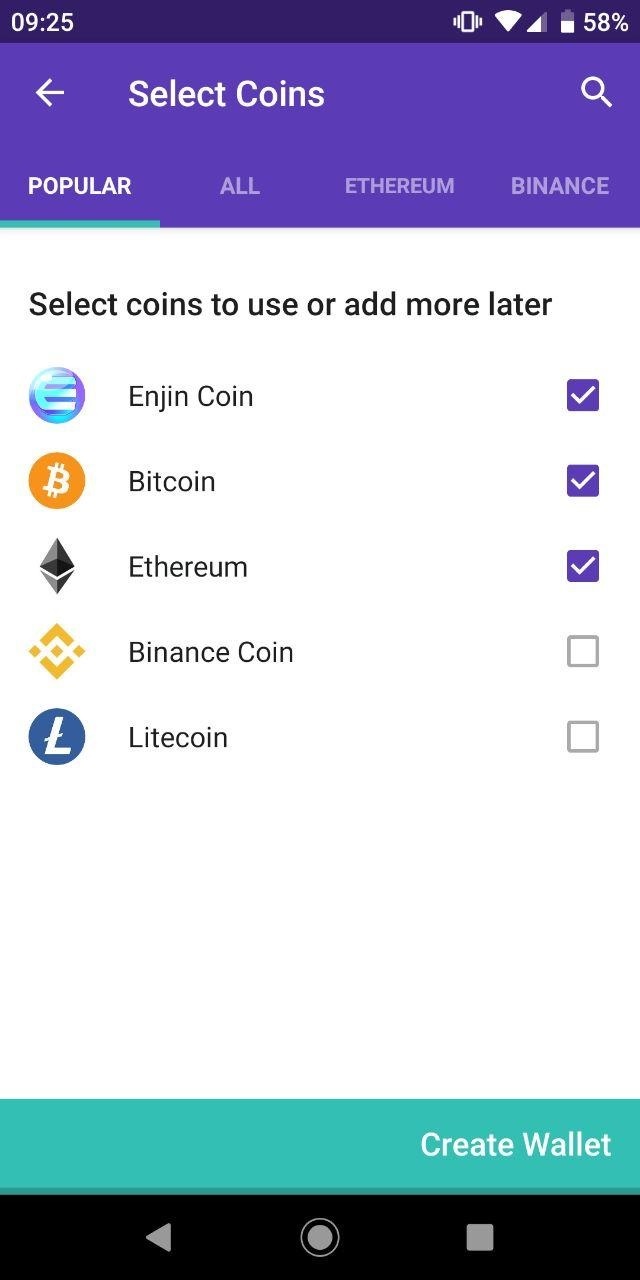 09:25 58%
Select Coins
POPULAR ALL ETHEREUM BINANCE
Select coins to use or add more later
Enjin Coin
Bitcoin
Ethereum
Binance Coin
Litecoin
Create Wallet